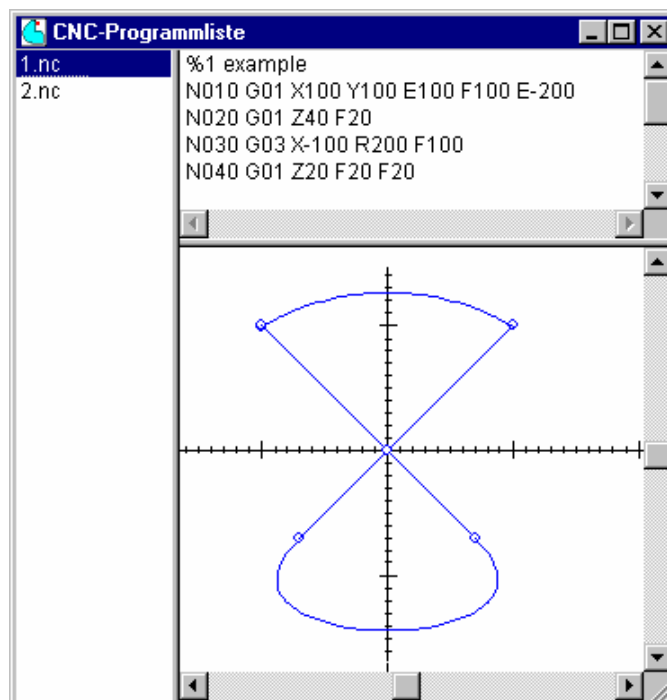 CNC-Programmliste
1.nc
2.nc
%1 example
N010 G01 X100 Y100 E100 F100 E-200
N020 G01 Z40 F20
N030 G03 X-100 R200 F100
N040 G01 Z20 F20 F20